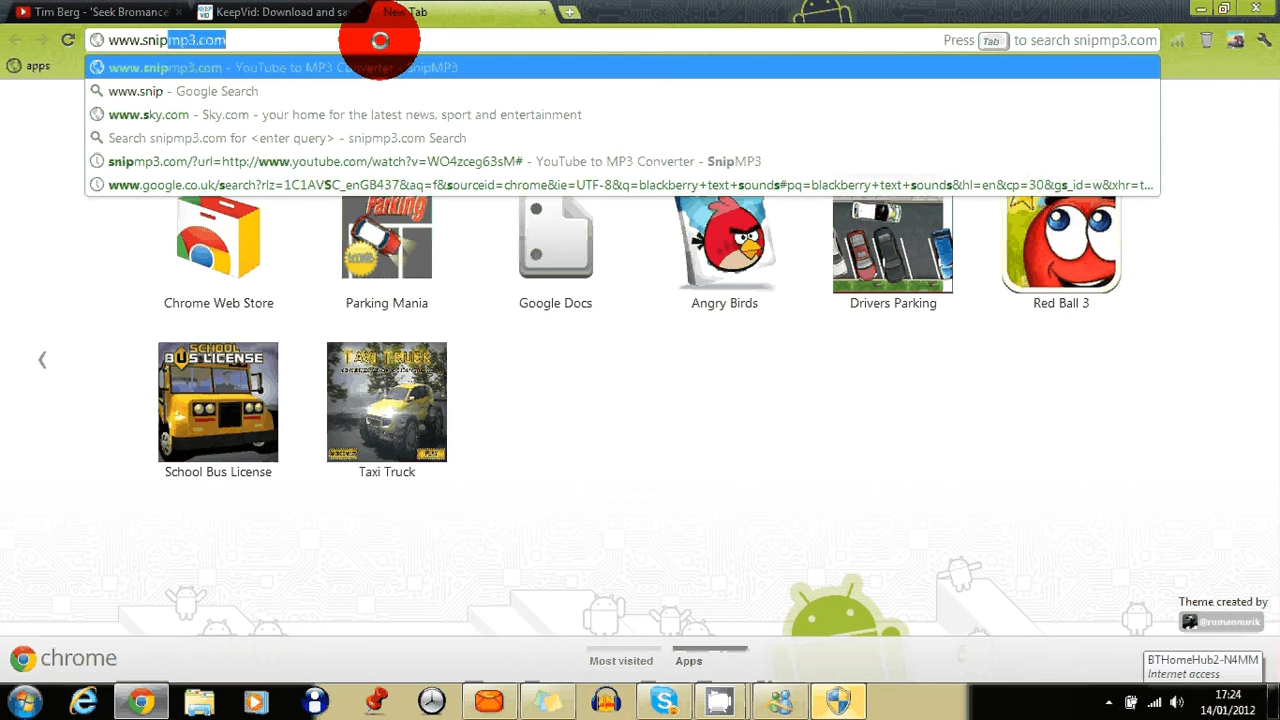 Tim Berg - 'Seek Bromance
KeepVid: Download and sa
New Tab
www.snipmp3.com
Press Tab to search snipmp3.com
apps
www.snipmp3.com - YouTube to MP3 Converter - SnipMP3
www.snip - Google Search
www.sky.com - Sky.com - your home for the latest news, sport and entertainment
Search snipmp3.com for <enter query> - snipmp3.com Search
snipmp3.com/?url=http://www.youtube.com/watch?v=WO4zceg63sM# - YouTube to MP3 Converter - SnipMP3
www.google.co.uk/search?rlz=1C1AVSC_enGB437&aq=f&sourceid=chrome&ie=UTF-8&q=blackberry+text+sounds#pq=blackberry+text+sounds&hl=en&cp=30&gs_id=w&xhr=t...
Parking
Chrome Web Store
Parking Mania
Google Docs
Angry Birds
Drivers Parking
Red Ball 3
SCHOOL
BUS LICENSE
TAXI TRUCK
PLAY
School Bus License
Taxi Truck
Theme created by
@romannurik
chrome
Most visited
Apps
BTHomeHub2-N4MM
Internet access
17:24
14/01/2012